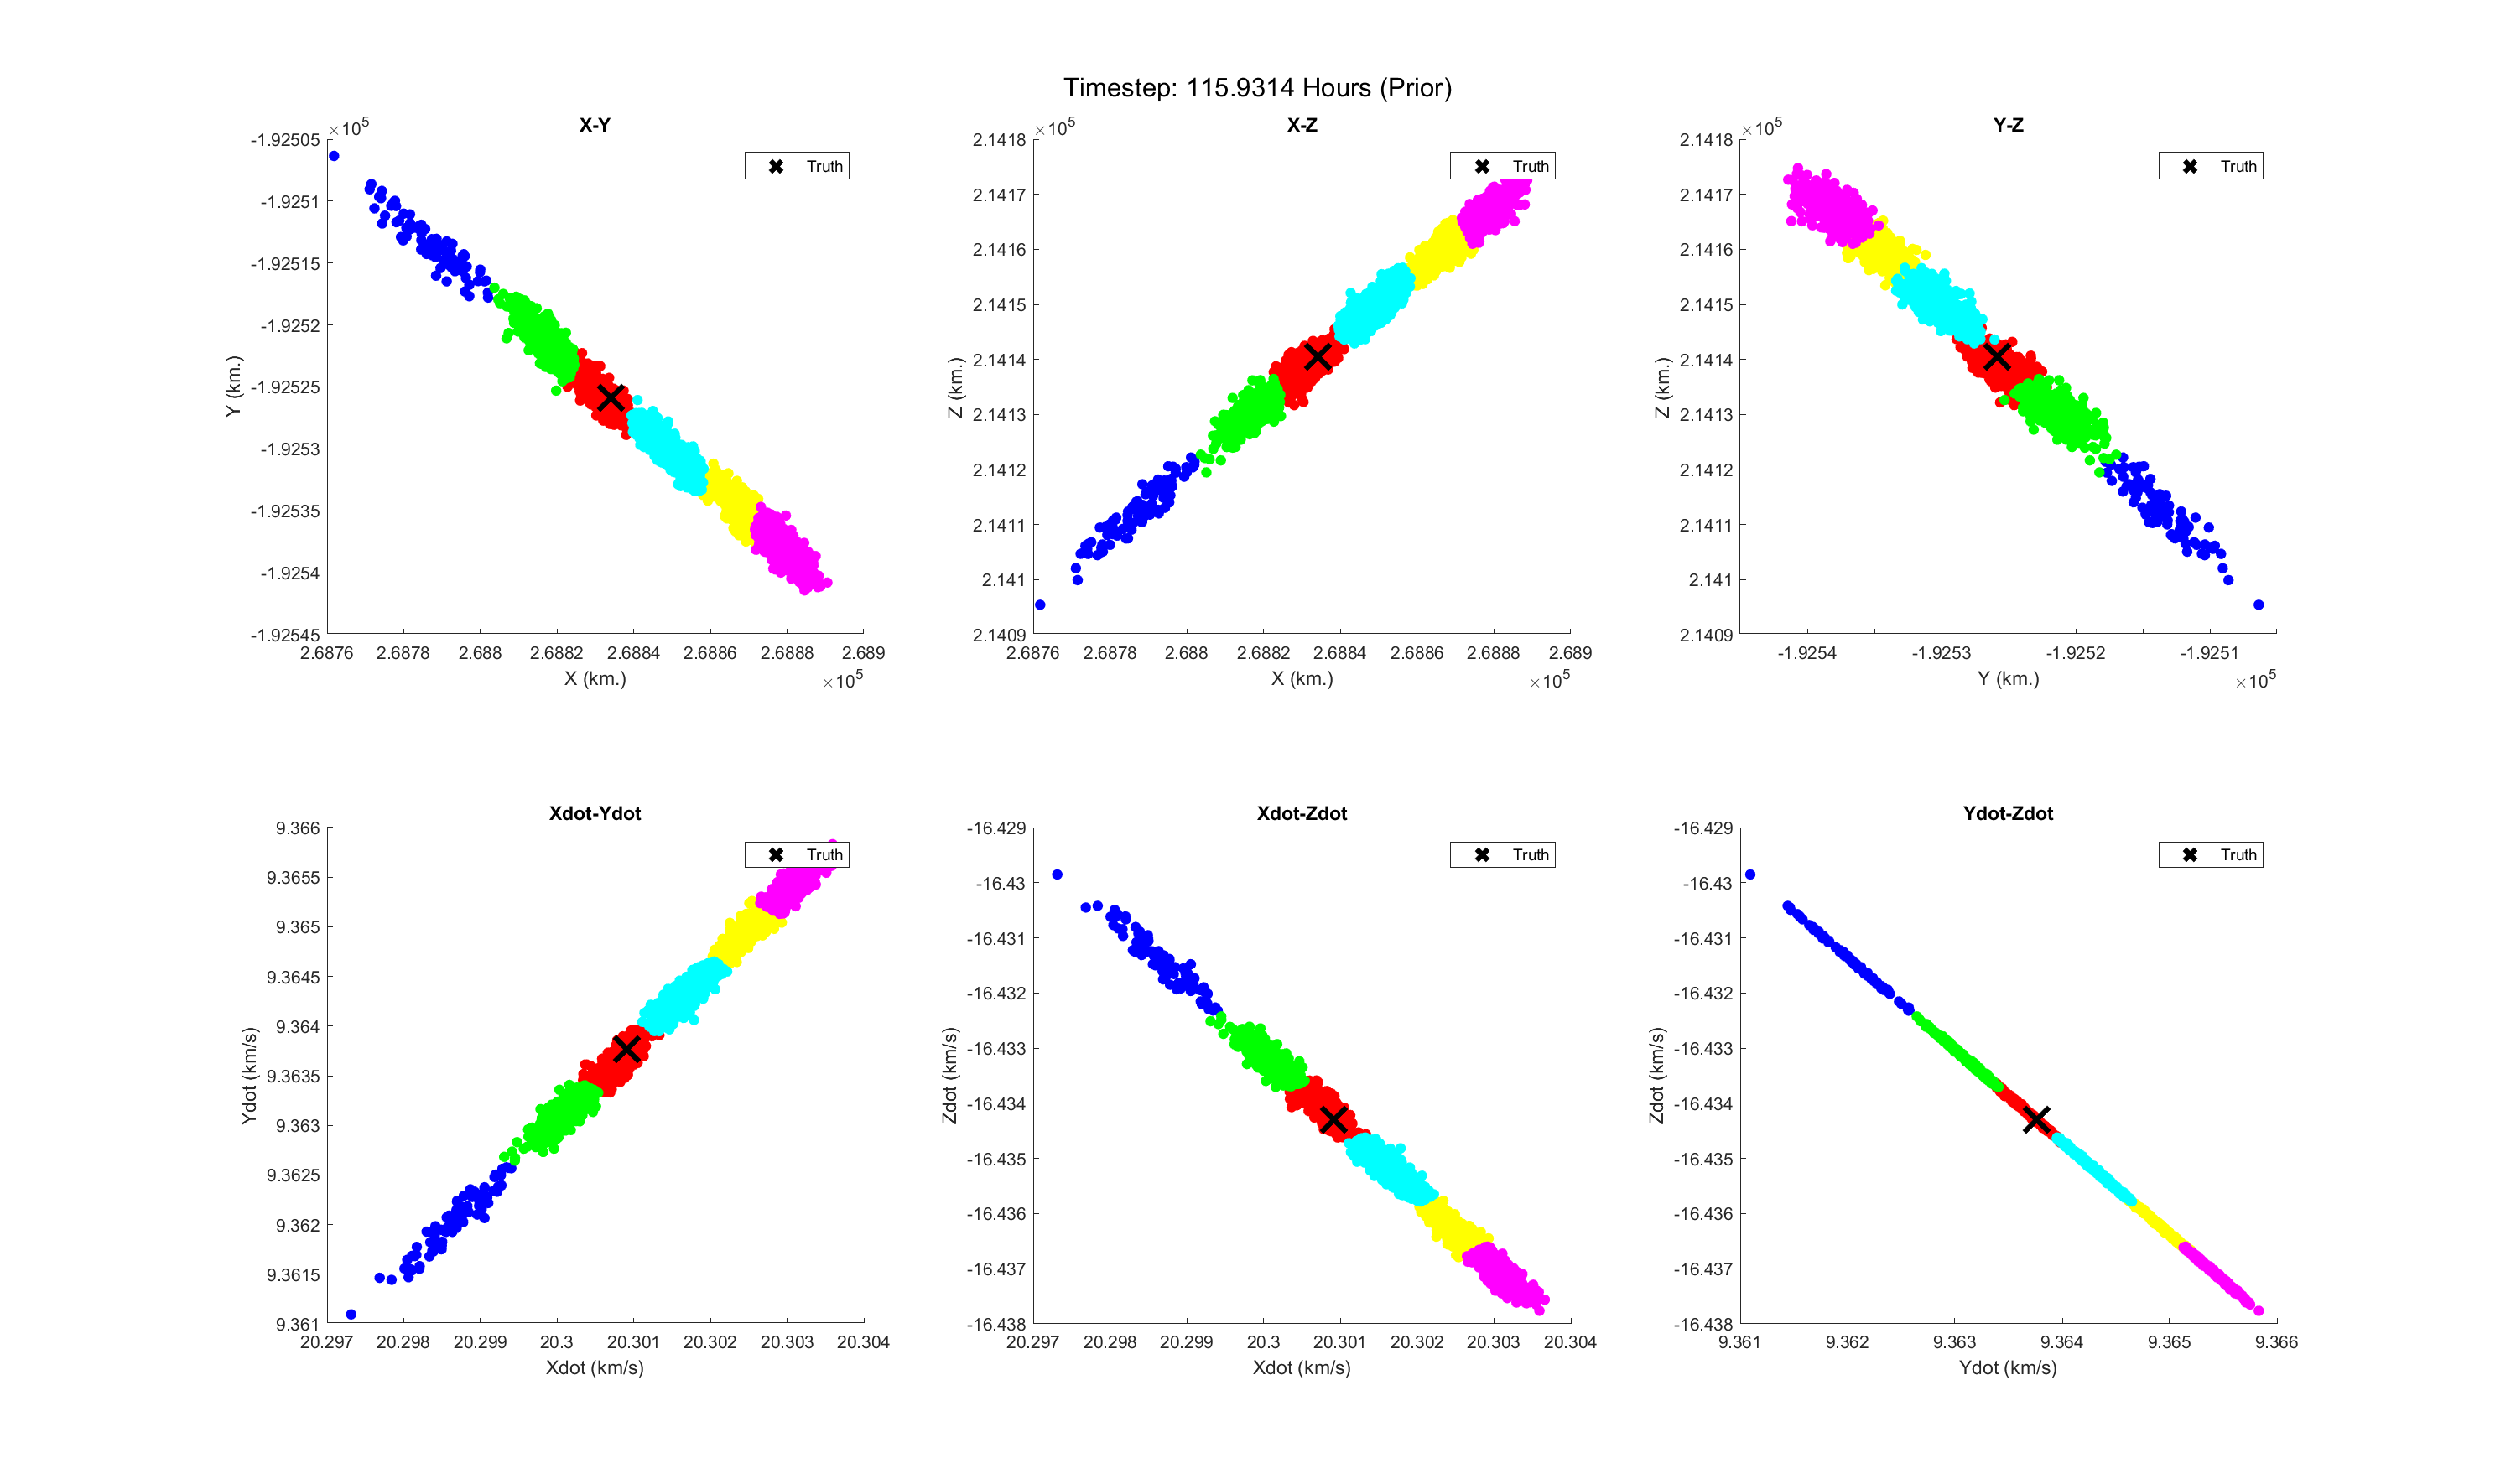 Timestep: 115.9314 Hours (Prior)
X-Y
×10^5
-1.92505
-1.9251
-1.92515
-1.9252
-1.92525
-1.9253
-1.92535
-1.9254
-1.92545
Y (km.)
Truth
2.6876 2.6878 2.688 2.6882 2.6884 2.6886 2.6888 2.689
X (km.)
×10^5
X-Z
×10^5
2.1418
2.1417
2.1416
2.1415
2.1414
2.1413
2.1412
2.1411
2.141
2.1409
Z (km.)
Truth
2.6876 2.6878 2.688 2.6882 2.6884 2.6886 2.6888 2.689
X (km.)
×10^5
Y-Z
×10^5
2.1418
2.1417
2.1416
2.1415
2.1414
2.1413
2.1412
2.1411
2.141
2.1409
Z (km.)
Truth
-1.9254 -1.9253 -1.9252 -1.9251
Y (km.)
×10^5
Xdot-Ydot
9.366
9.3655
9.365
9.3645
9.364
9.3635
9.363
9.3625
9.362
9.3615
9.361
Ydot (km/s)
Truth
20.297 20.298 20.299 20.3 20.301 20.302 20.303 20.304
Xdot (km/s)
Xdot-Zdot
-16.429
-16.43
-16.431
-16.432
-16.433
-16.434
-16.435
-16.436
-16.437
-16.438
Zdot (km/s)
Truth
20.297 20.298 20.299 20.3 20.301 20.302 20.303 20.304
Xdot (km/s)
Ydot-Zdot
-16.429
-16.43
-16.431
-16.432
-16.433
-16.434
-16.435
-16.436
-16.437
-16.438
Zdot (km/s)
Truth
9.361 9.362 9.363 9.364 9.365 9.366
Ydot (km/s)